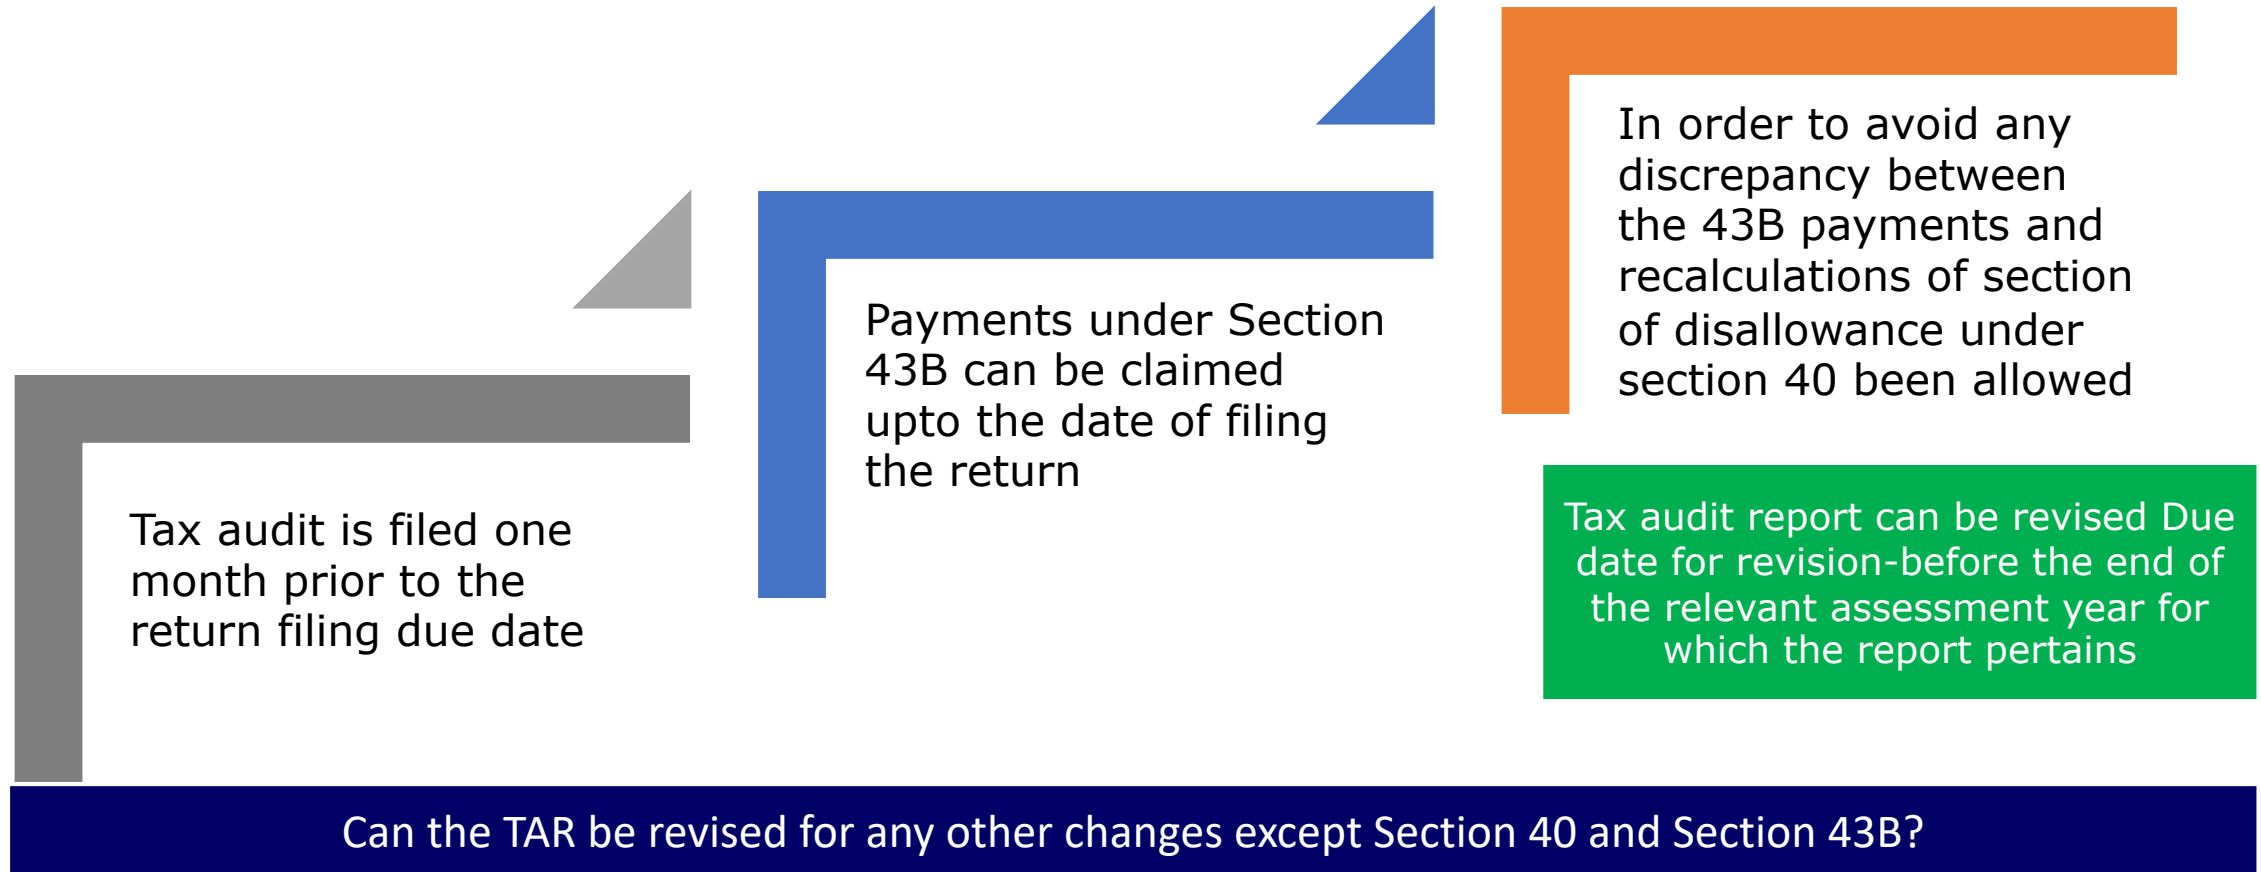 Tax audit is filed one
month prior to the
return filing due date
Payments under Section
43B can be claimed
upto the date of filing
the return
In order to avoid any
discrepancy between
the 43B payments and
recalculations of section
of disallowance under
section 40 been allowed
Tax audit report can be revised Due
date for revision-before the end of
the relevant assessment year for
which the report pertains
Can the TAR be revised for any other changes except Section 40 and Section 43B?